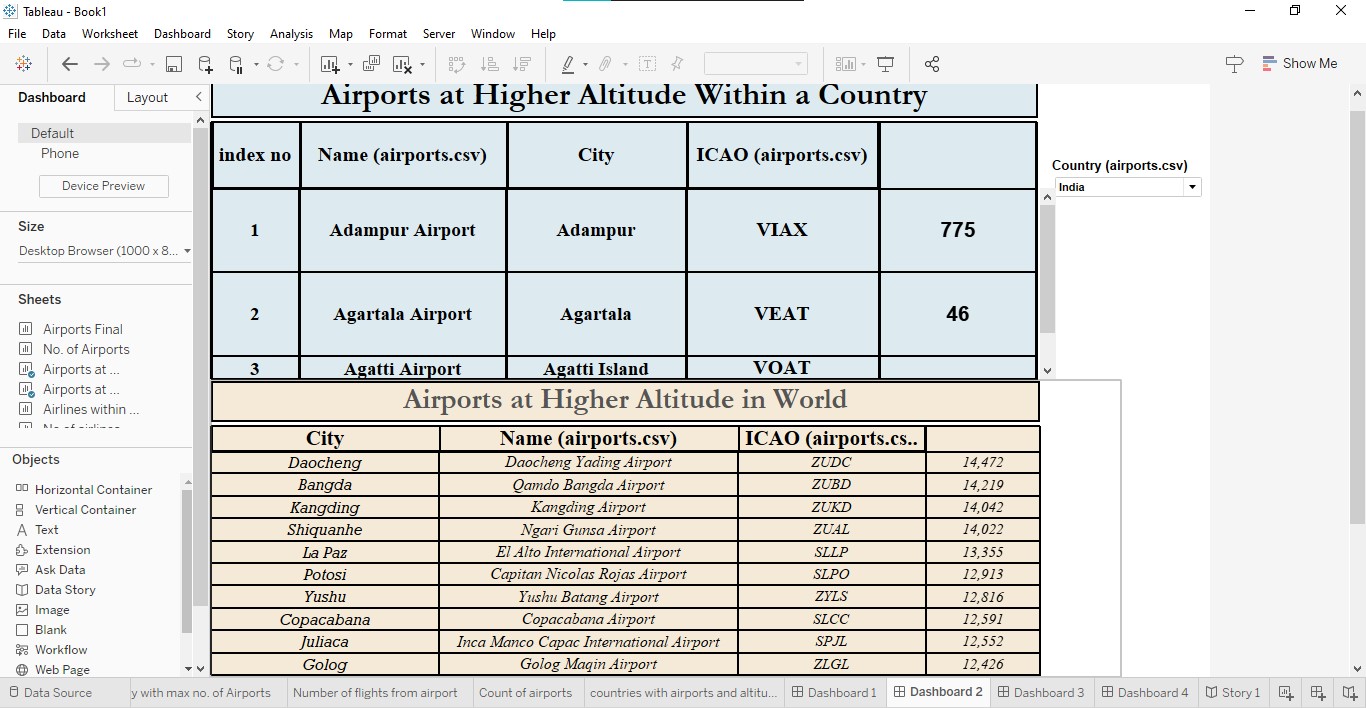 Tableau - Book1
File Data Worksheet Dashboard Story Analysis Map Format Server Window Help
Show Me
Dashboard Layout
Default
Phone
Device Preview
Size
Desktop Browser (1000 x 8...
Sheets
Airports Final
No. of Airports
Airports at ...
Airports at ...
Airlines within ...
Objects
Horizontal Container
Vertical Container
Text
Extension
Ask Data
Data Story
Image
Blank
Workflow
Web Page
Airports at Higher Altitude Within a Country
index no Name (airports.csv) City ICAO (airports.csv)
1 Adampur Airport Adampur VIAX 775
2 Agartala Airport Agartala VEAT 46
3 Agatti Airport Agatti Island VOAT
Country (airports.csv)
India
Airports at Higher Altitude in World
City Name (airports.csv) ICAO (airports.cs..
Daocheng Daocheng Yading Airport ZUDC 14,472
Bangda Qamdo Bangda Airport ZUBD 14,219
Kangding Kangding Airport ZUKD 14,042
Shiquanhe Ngari Gunsa Airport ZUAL 14,022
La Paz El Alto International Airport SLLP 13,355
Potosi Capitan Nicolas Rojas Airport SLPO 12,913
Yushu Yushu Batang Airport ZYLS 12,816
Copacabana Copacabana Airport SLCC 12,591
Juliaca Inca Manco Capac International Airport SPJL 12,552
Golog Golog Maqin Airport ZLGL 12,426
Data Source y with max no. of Airports Number of flights from airport Count of airports countries with airports and altitu... Dashboard 1 Dashboard 2 Dashboard 3 Dashboard 4 Story 1